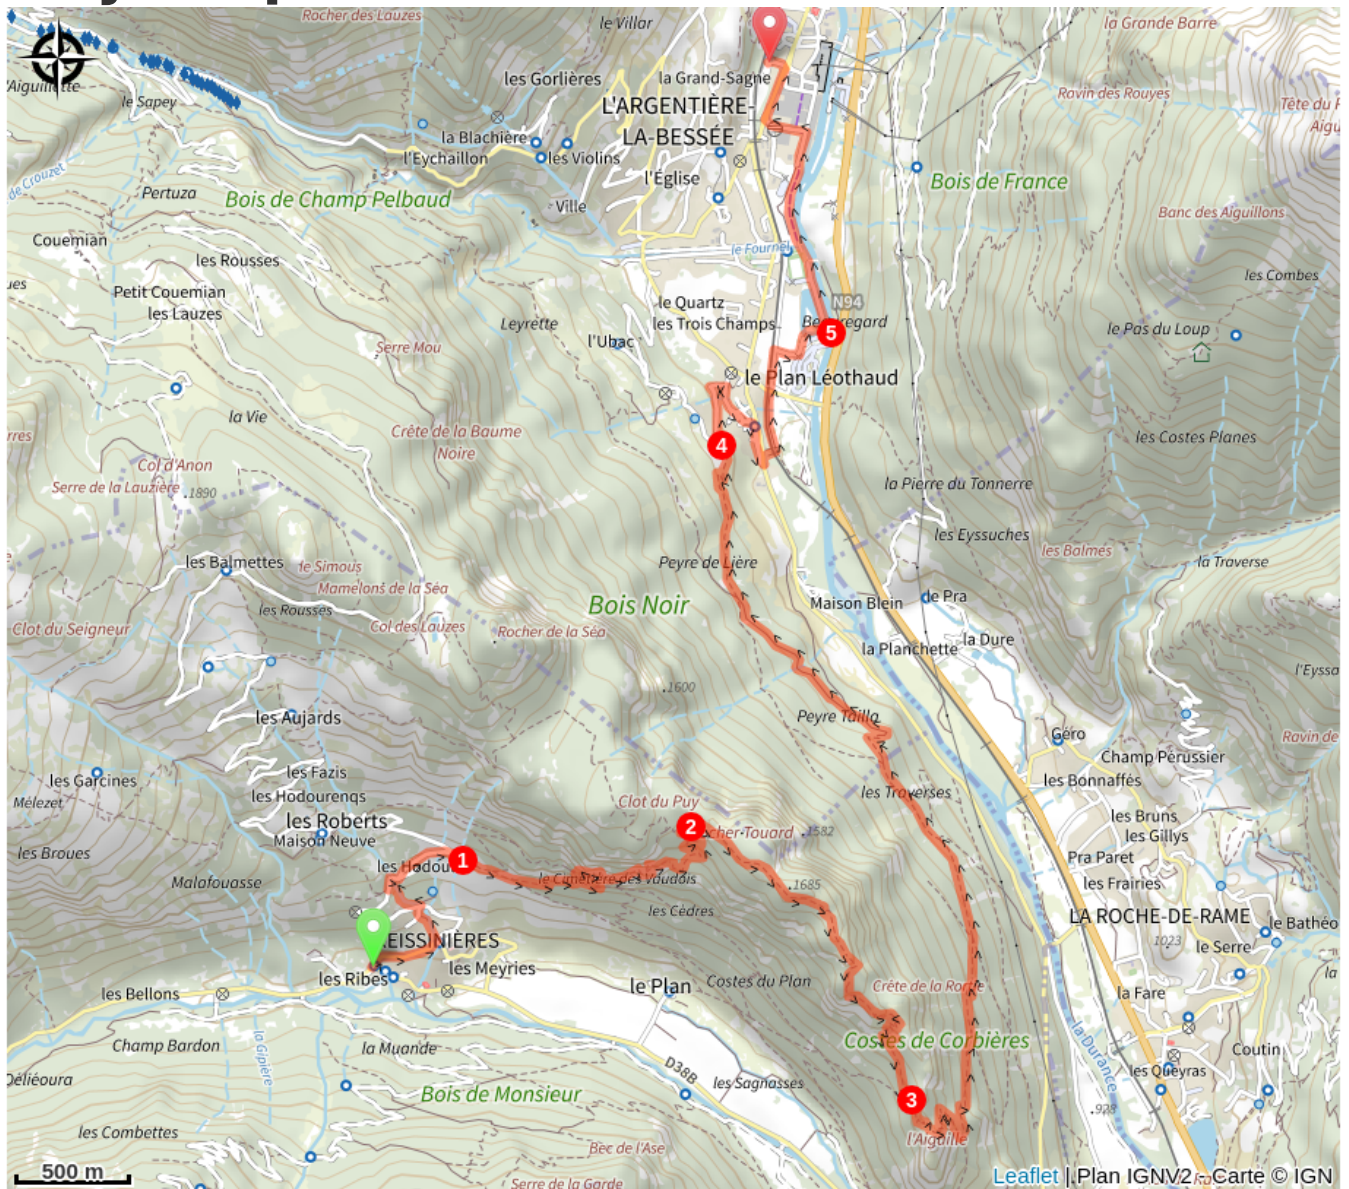 Rocher des Lauzes
le Villar
la Grande Barre
les Gorlières
la Grand-Sagne
l'Aiguillette
le Sapey
L'ARGENTIÈRE-
LA-BESSÉE
Ravin des Rouyes
la Blachière
l'Eychaillon
les Violins
de Crouzet
Pertuza
Bois de Champ Pelbaud
l'Église
Ville
Bois de France
Banc des Aiguillons
Couemian
les Rousses
le Fournel
les Combes
Petit Couemian
les Lauzes
le Quartz
les Trois Champs
N94
Leyrette
l'Ubac
5
le Pas du Loup
Serre Mou
le Plan Léothaud
la Vie
Crête de la Baume
Noire
4
les Costes Planes
Col d'Anon
Serre de la Lauzière
1890
la Pierre du Tonnerre
les Eyssuches
les Balmes
la Traverse
les Balmettes
le Simous
Mamelons de la Séa
Peyre de Lière
les Rousses
Bois Noir
Maison Blein
de Pra
Clot du Seigneur
Col des Lauzes
Rocher de la Séa
la Dure
la Planchette
1600
les Aujards
Peyre Tailla
Géro
Champ Pérussier
les Garcines
les Fazis
les Bonnaffés
Mélezet
les Hodourenqs
les Traverses
Clot du Puy
les Roberts
Maison Neuve
2
1582
les Bruns
les Gillys
les Broues
1
Pra Paret
Malafouasse
le Cimetière des Vaudois
1685
les Frairies
les Cèdres
LA ROCHE-DE-RAME
le Bathéo
1023
le Serre
les Ribes
les Meyries
le Plan
Costes du Plan
Crête de la Rome
la Fare
les Bellons
Champ Bardon
la Gipière
la Muande
Costes de Corbières
la Durance
Coutin
D38B
les Sagnasses
les Queyras
Bois de Monsieur
3
928
les Combettes
Bec de l'Ase
l'Aiguille
500 m
Serre de la Garde
Leaflet | Plan IGNV2 - Carte © IGN